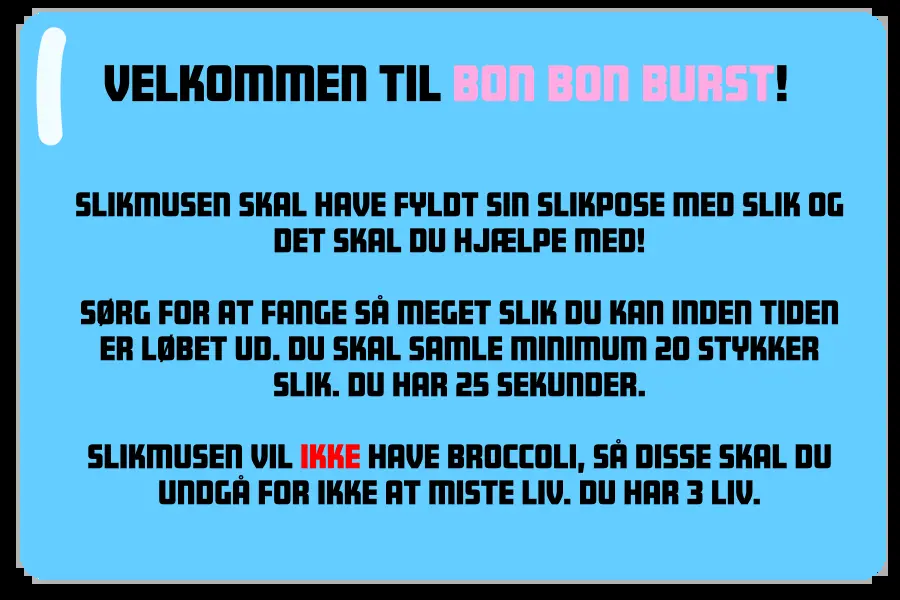 VELKOMMEN TIL BON BON BURST!
SLIKMUSEN SKAL HAVE FYLDT SIN SLIKPOSE MED SLIK OG
DET SKAL DU HJÆLPE MED!
SØRG FOR AT FANGE SÅ MEGET SLIK DU KAN INDEN TIDEN
ER LØBET UD. DU SKAL SAMLE MINIMUM 20 STYKKER
SLIK. DU HAR 25 SEKUNDER.
SLIKMUSEN VIL IKKE HAVE BROCCOLI, SÅ DISSE SKAL DU
UNDGÅ FOR IKKE AT MISTE LIV. DU HAR 3 LIV.